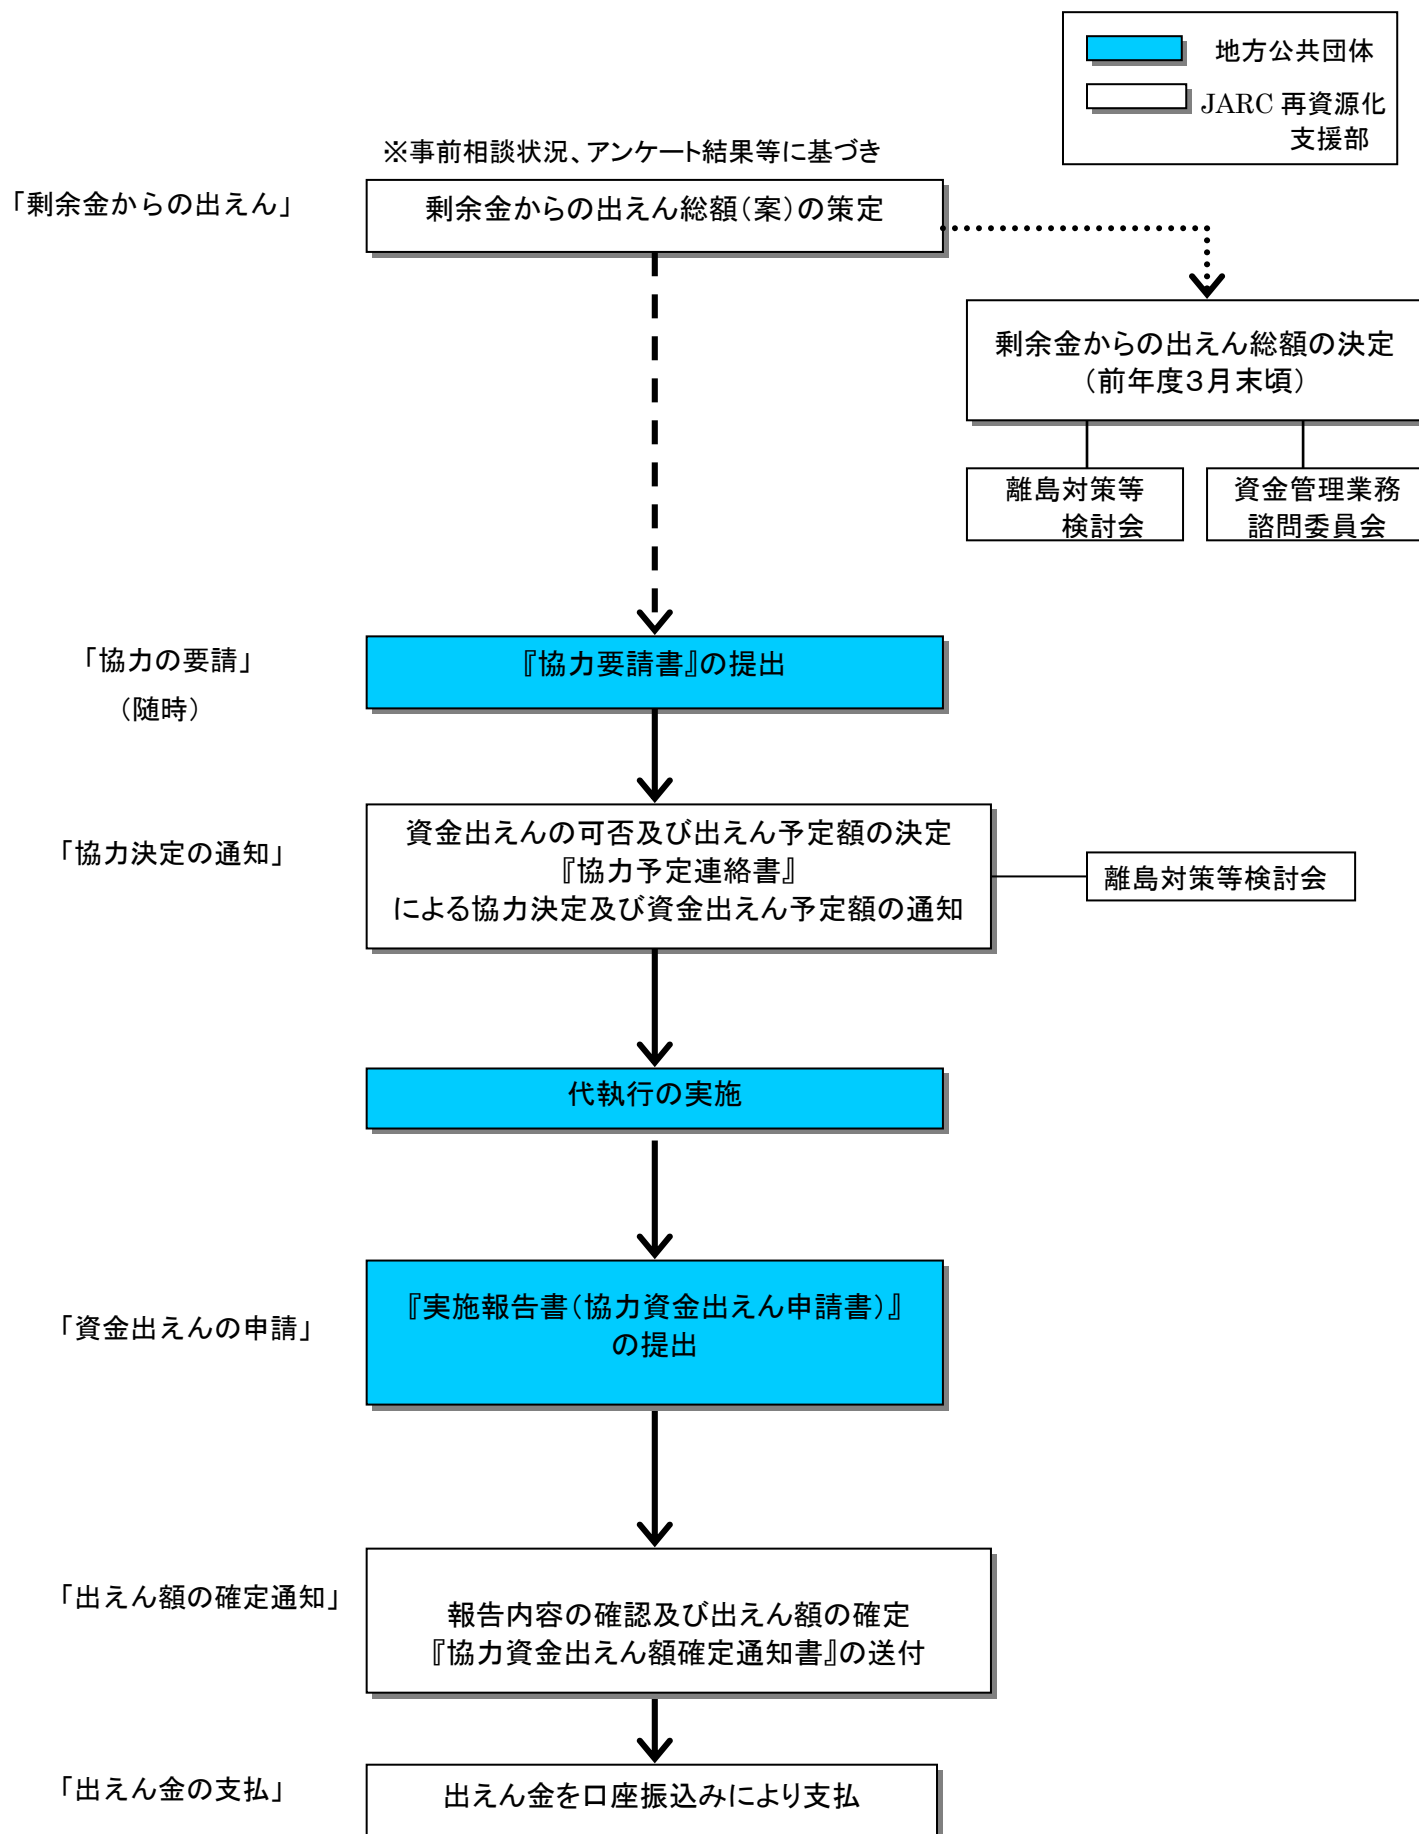 地方公共団体
JARC 再資源化
支援部
※事前相談状況、アンケート結果等に基づき
「剰余金からの出えん」
剰余金からの出えん総額（案）の策定
剰余金からの出えん総額の決定
（前年度３月末頃）
離島対策等
検討会
資金管理業務
諮問委員会
「協力の要請」
（随時）
『協力要請書』の提出
「協力決定の通知」
資金出えんの可否及び出えん予定額の決定
『協力予定連絡書』
による協力決定及び資金出えん予定額の通知
離島対策等検討会
代執行の実施
「資金出えんの申請」
『実施報告書（協力資金出えん申請書）』
の提出
「出えん額の確定通知」
報告内容の確認及び出えん額の確定
『協力資金出えん額確定通知書』の送付
「出えん金の支払」
出えん金を口座振込みにより支払